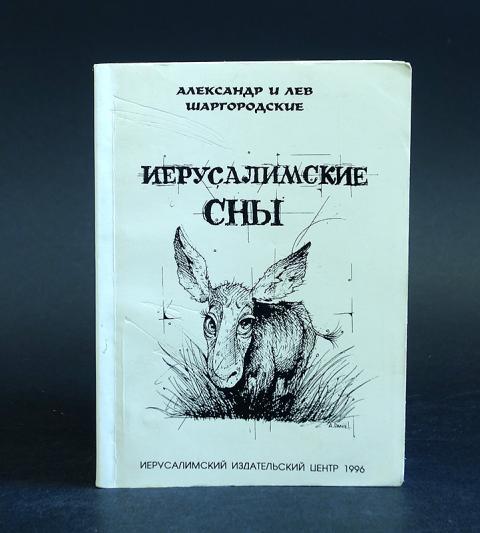 АЛЕКСАНДР И ЛЕВ
ШАРГОРОДСКИЕ
ИЕРУСАЛИМСКИЕ
СНЫ
ИЕРУСАЛИМСКИЙ ИЗДАТЕЛЬСКИЙ ЦЕНТР 1996